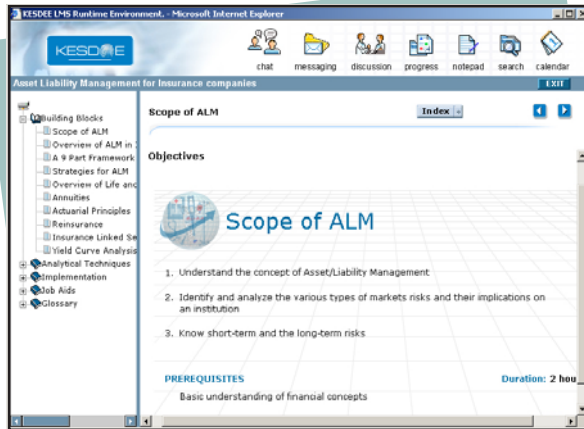 KESDEE LMS Runtime Environment, - Microsoft Internet Explorer
KESDEE
chat messaging discussion progress notepad search calendar
Asset Liability Management for Insurance companies
EXIT
Building Blocks
Scope of ALM
Overview of ALM in
A 9 Part Framework
Strategies for ALM
Overview of Life and
Annuities
Actuarial Principles
Reinsurance
Insurance Linked Se
Yield Curve Analysis
Analytical Techniques
Implementation
Job Aids
Glossary
Scope of ALM
Index
Objectives
Scope of ALM
1. Understand the concept of Asset/Liability Management
2. Identify and analyze the various types of markets risks and their implications on
an institution
3. Know short-term and the long-term risks
PREREQUISITES
Duration: 2 hou
Basic understanding of financial concepts